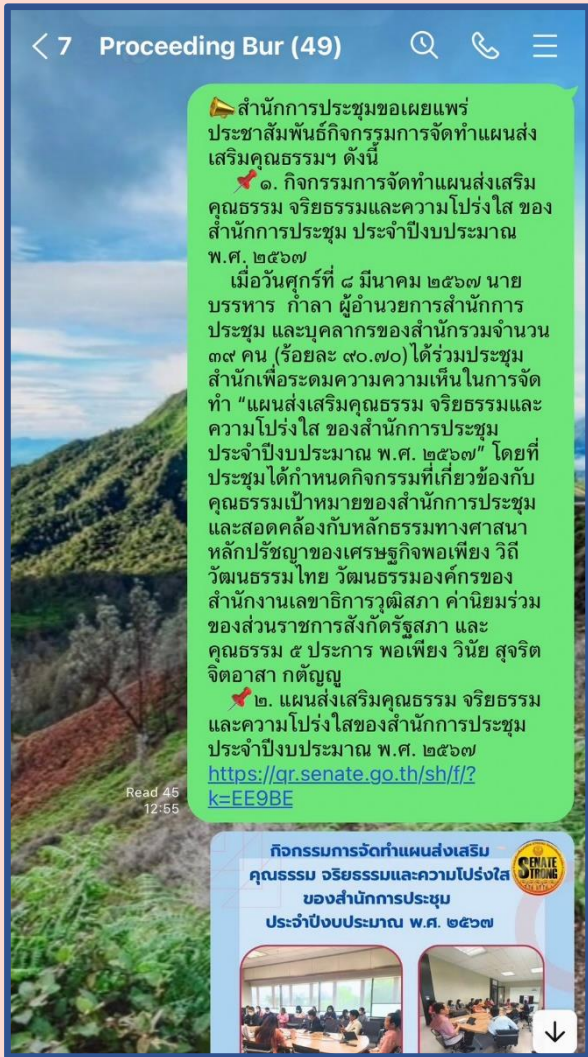 7 Proceeding Bur (49)
สำนักการประชุมขอเผยแพร่
ประชาสัมพันธ์กิจกรรมการจัดทำแผนส่ง
เสริมคุณธรรมฯ ดังนี้
๑. กิจกรรมการจัดทำแผนส่งเสริม
คุณธรรม จริยธรรมและความโปร่งใส ของ
สำนักการประชุม ประจำปีงบประมาณ
พ.ศ. ๒๕๖๗
เมื่อวันศุกร์ที่ ๘ มีนาคม ๒๕๖๗ นาย
บรรหาร กำลา ผู้อำนวยการสำนักการ
ประชุม และบุคลากรของสำนักรวมจำนวน
๓๙ คน (ร้อยละ ๙๐.๗๐)ได้ร่วมประชุม
สำนักเพื่อระดมความความเห็นในการจัด
ทำ "แผนส่งเสริมคุณธรรม จริยธรรมและ
ความโปร่งใส ของสำนักการประชุม
ประจำปีงบประมาณ พ.ศ. ๒๕๖๗" โดยที่
ประชุมได้กำหนดกิจกรรมที่เกี่ยวข้องกับ
คุณธรรมเป้าหมายของสำนักการประชุม
และสอดคล้องกับหลักธรรมทางศาสนา
หลักปรัชญาของเศรษฐกิจพอเพียง วิถี
วัฒนธรรมไทย วัฒนธรรมองค์กรของ
สำนักงานเลขาธิการวุฒิสภา ค่านิยมร่วม
ของส่วนราชการสังกัดรัฐสภา และ
คุณธรรม ๕ ประการ พอเพียง วินัย สุจริต
จิตอาสา กตัญญู
๒. แผนส่งเสริมคุณธรรม จริยธรรม
และความโปร่งใสของสำนักการประชุม
ประจำปีงบประมาณ พ.ศ. ๒๕๖๗
https://qr.senate.go.th/sh/f/?
k=EE9BE
Read 45
12:55
กิจกรรมการจัดทำแผนส่งเสริม
คุณธรรม จริยธรรมและความโปร่งใส
ของสำนักการประชุม
ประจำปีงบประมาณ พ.ศ. ๒๕๖๗
SENATE
STRONG